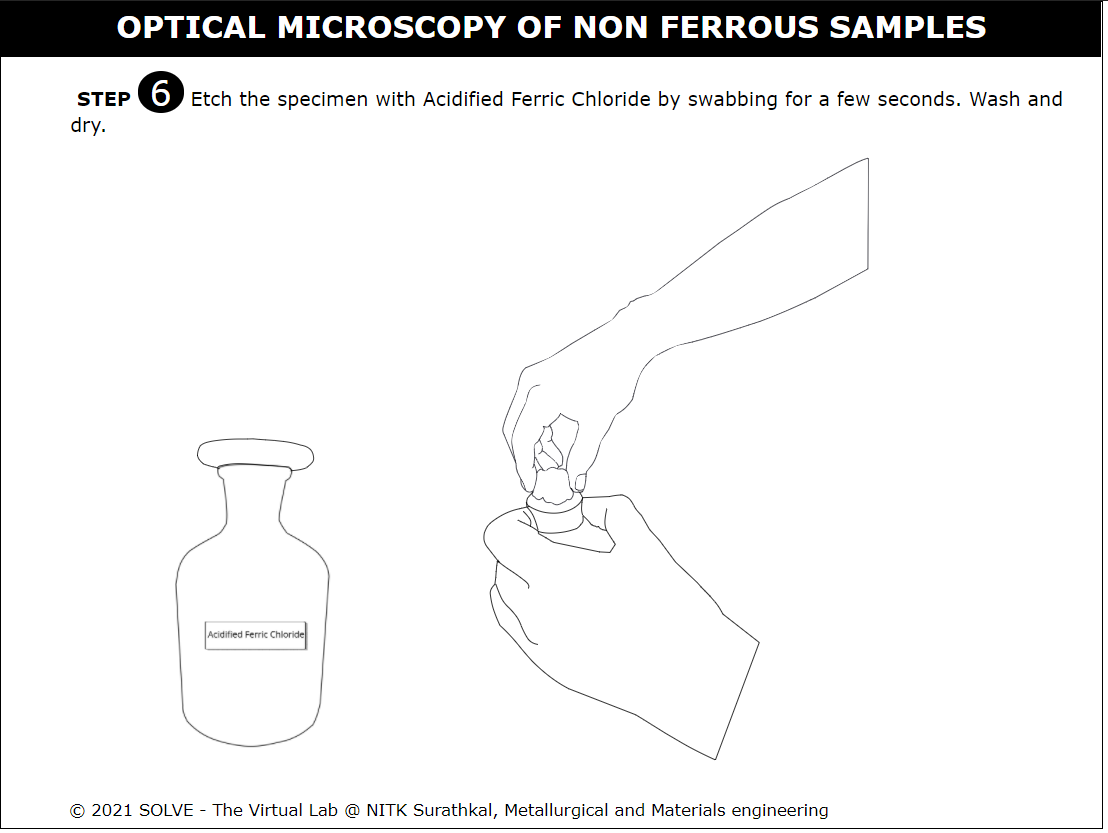 OPTICAL MICROSCOPY OF NON FERROUS SAMPLES
STEP 6 Etch the specimen with Acidified Ferric Chloride by swabbing for a few seconds. Wash and
dry.
Acidified Ferric Chloride
© 2021 SOLVE - The Virtual Lab @ NITK Surathkal, Metallurgical and Materials engineering